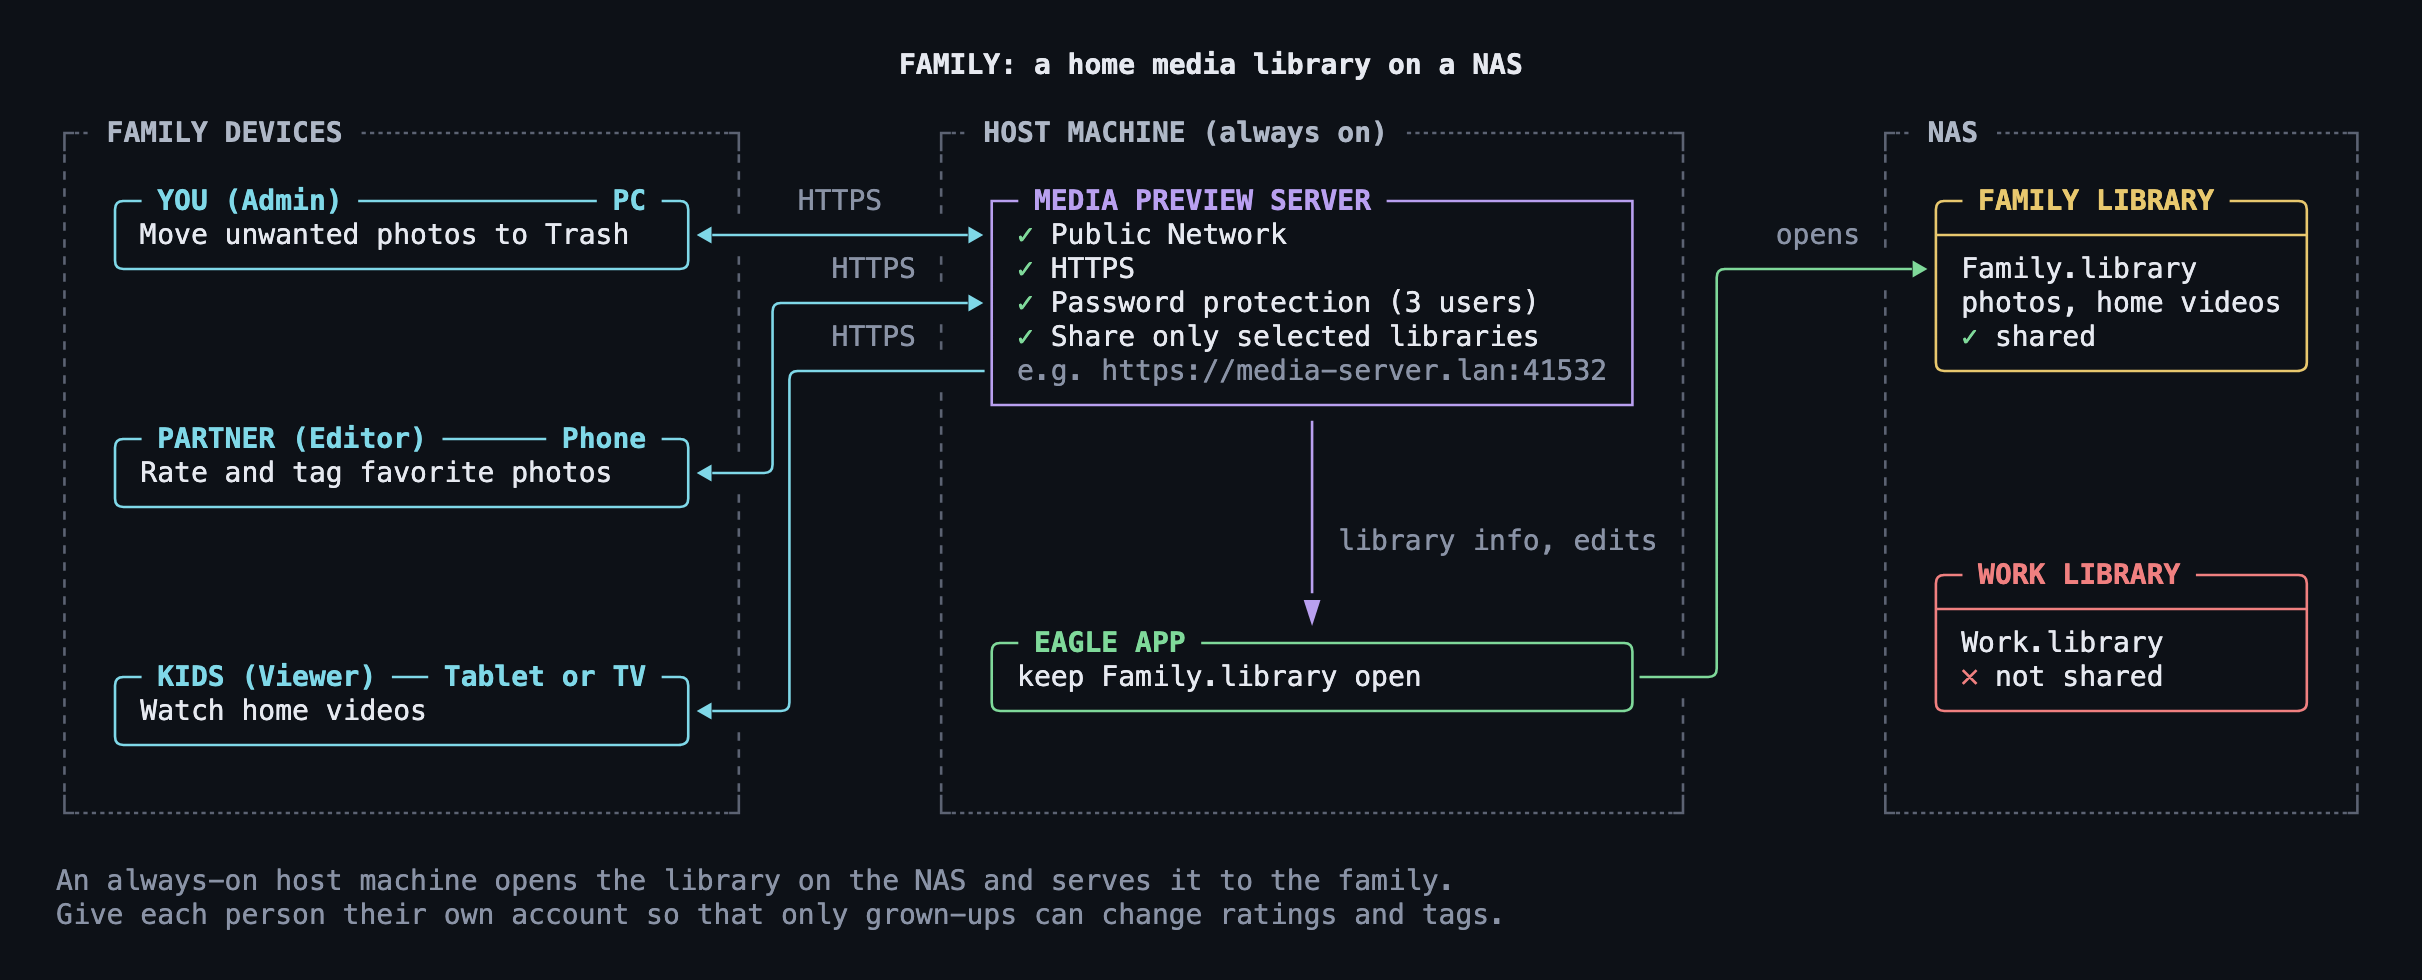 FAMILY: a home media library on a NAS
FAMILY DEVICES
YOU (Admin) PC
Move unwanted photos to Trash
PARTNER (Editor) Phone
Rate and tag favorite photos
KIDS (Viewer) Tablet or TV
Watch home videos
HTTPS
HTTPS
HTTPS
HOST MACHINE (always on)
MEDIA PREVIEW SERVER
✓ Public Network
✓ HTTPS
✓ Password protection (3 users)
✓ Share only selected libraries
e.g. https://media-server.lan:41532
library info, edits
EAGLE APP
keep Family.library open
opens
NAS
FAMILY LIBRARY
Family.library
photos, home videos
✓ shared
WORK LIBRARY
Work.library
✕ not shared
An always-on host machine opens the library on the NAS and serves it to the family.
Give each person their own account so that only grown-ups can change ratings and tags.